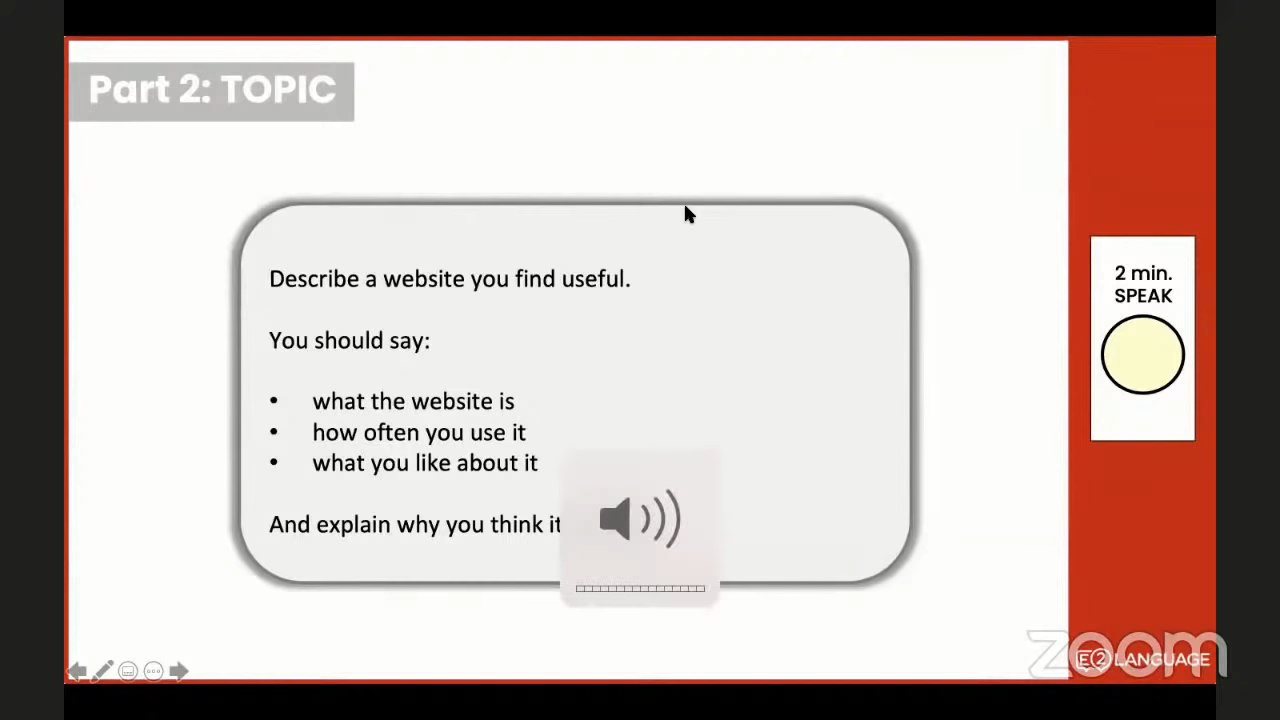 Part 2: TOPIC
Describe a website you find useful.
You should say:
• what the website is
• how often you use it
• what you like about it
And explain why you think it
2 min.
SPEAK
zoom
E2 LANGUAGE